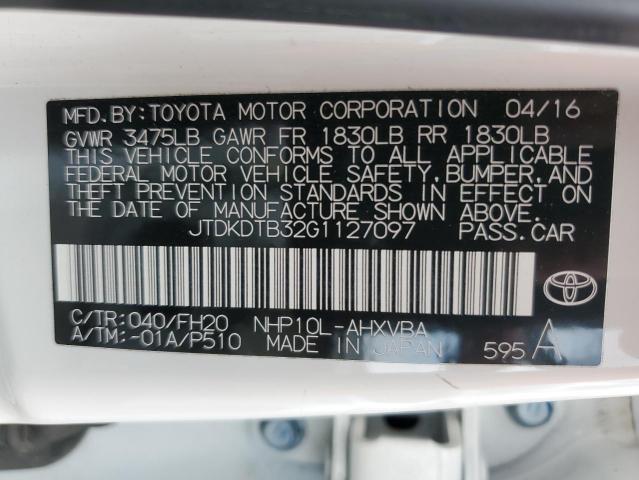 MFD.BY:TOYOTA MOTOR CORPORATION 04/16
GVWR 3475LB GAWR FR 1830LB RR 1830LB
THIS VEHICLE CONFORMS TO ALL APPLICABLE
FEDERAL MOTOR VEHICLE SAFETY,BUMPER,AND
THEFT PREVENTION STANDARDS IN EFFECT ON
THE DATE OF MANUFACTURE SHOWN ABOVE.
JTDKDTB32G1127097 PASS.CAR
C/TR:040/FH20 NHP10L-AHXVBA
A/TM:-01A/P510 MADE IN JAPAN 595 A